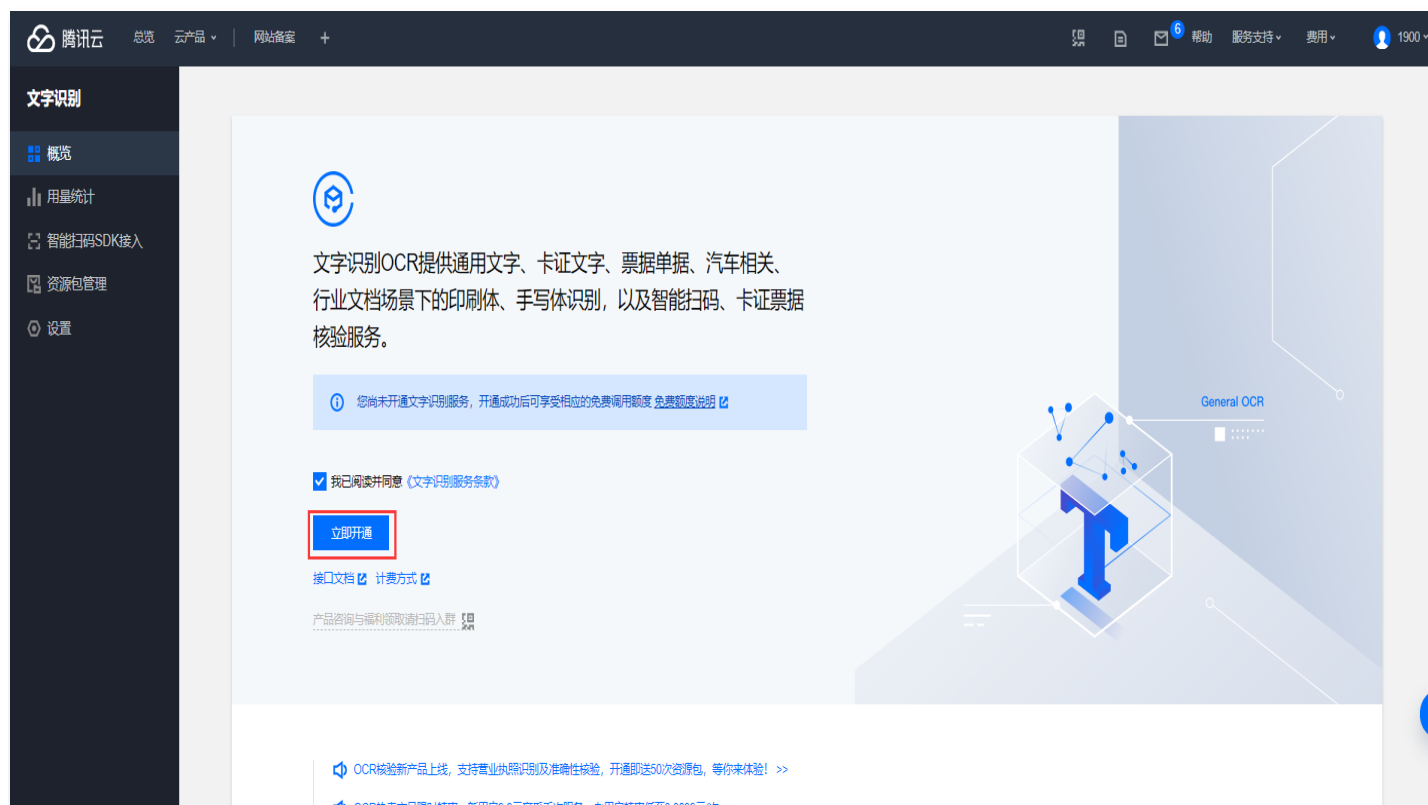 腾讯云 总览 云产品 网站备案 + 6 帮助 服务支持 费用 1900
文字识别
概览
用量统计
智能扫码SDK接入
资源包管理
设置
文字识别OCR提供通用文字、卡证文字、票据单据、汽车相关、
行业文档场景下的印刷体、手写体识别，以及智能扫码、卡证票据
核验服务。
您尚未开通文字识别服务，开通成功后可享受相应的免费调用额度 免费额度说明
我已阅读并同意《文字识别服务条款》
立即开通
接口文档 计费方式
产品咨询与福利领取请扫码入群
General OCR
T
OCR核验新产品上线，支持营业执照识别及准确性核验，开通即送50次资源包，等你来体验！ >>